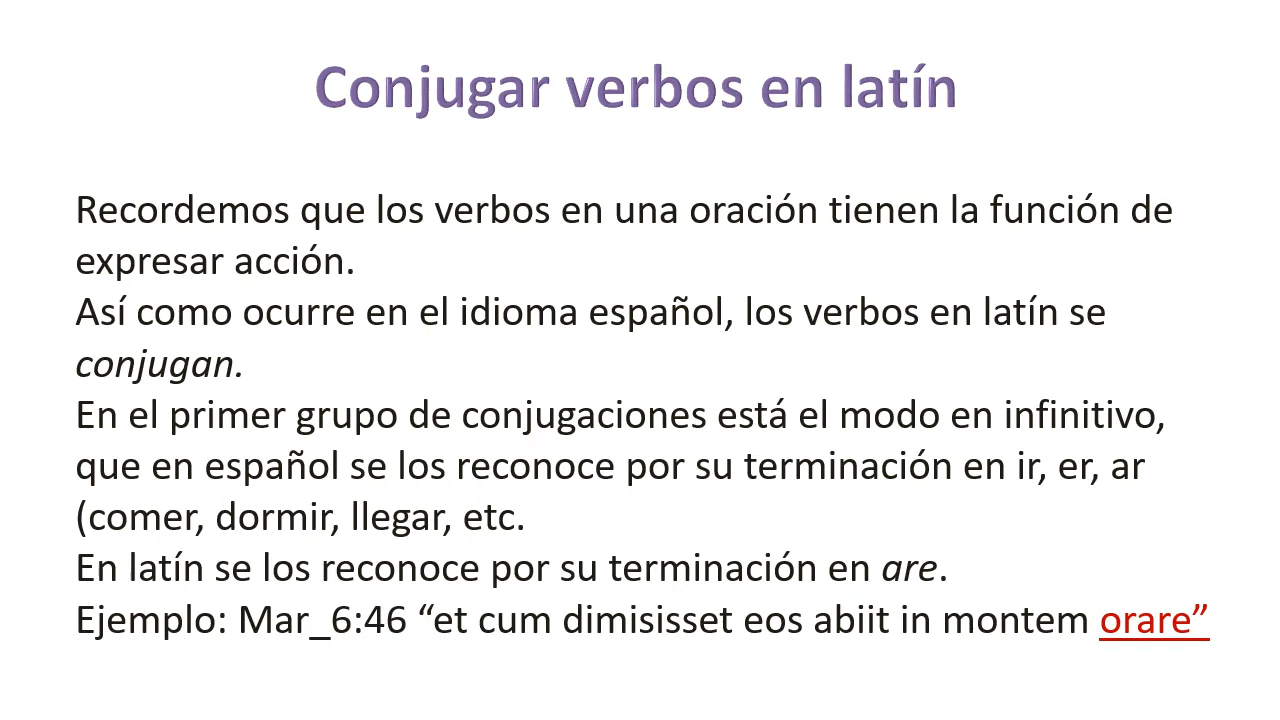 Conjugar verbos en latín
Recordemos que los verbos en una oración tienen la función de
expresar acción.
Así como ocurre en el idioma español, los verbos en latín se
conjugan.
En el primer grupo de conjugaciones está el modo en infinitivo,
que en español se los reconoce por su terminación en ir, er, ar
(comer, dormir, llegar, etc.
En latín se los reconoce por su terminación en are.
Ejemplo: Mar_6:46 “et cum dimisisset eos abiit in montem orare”